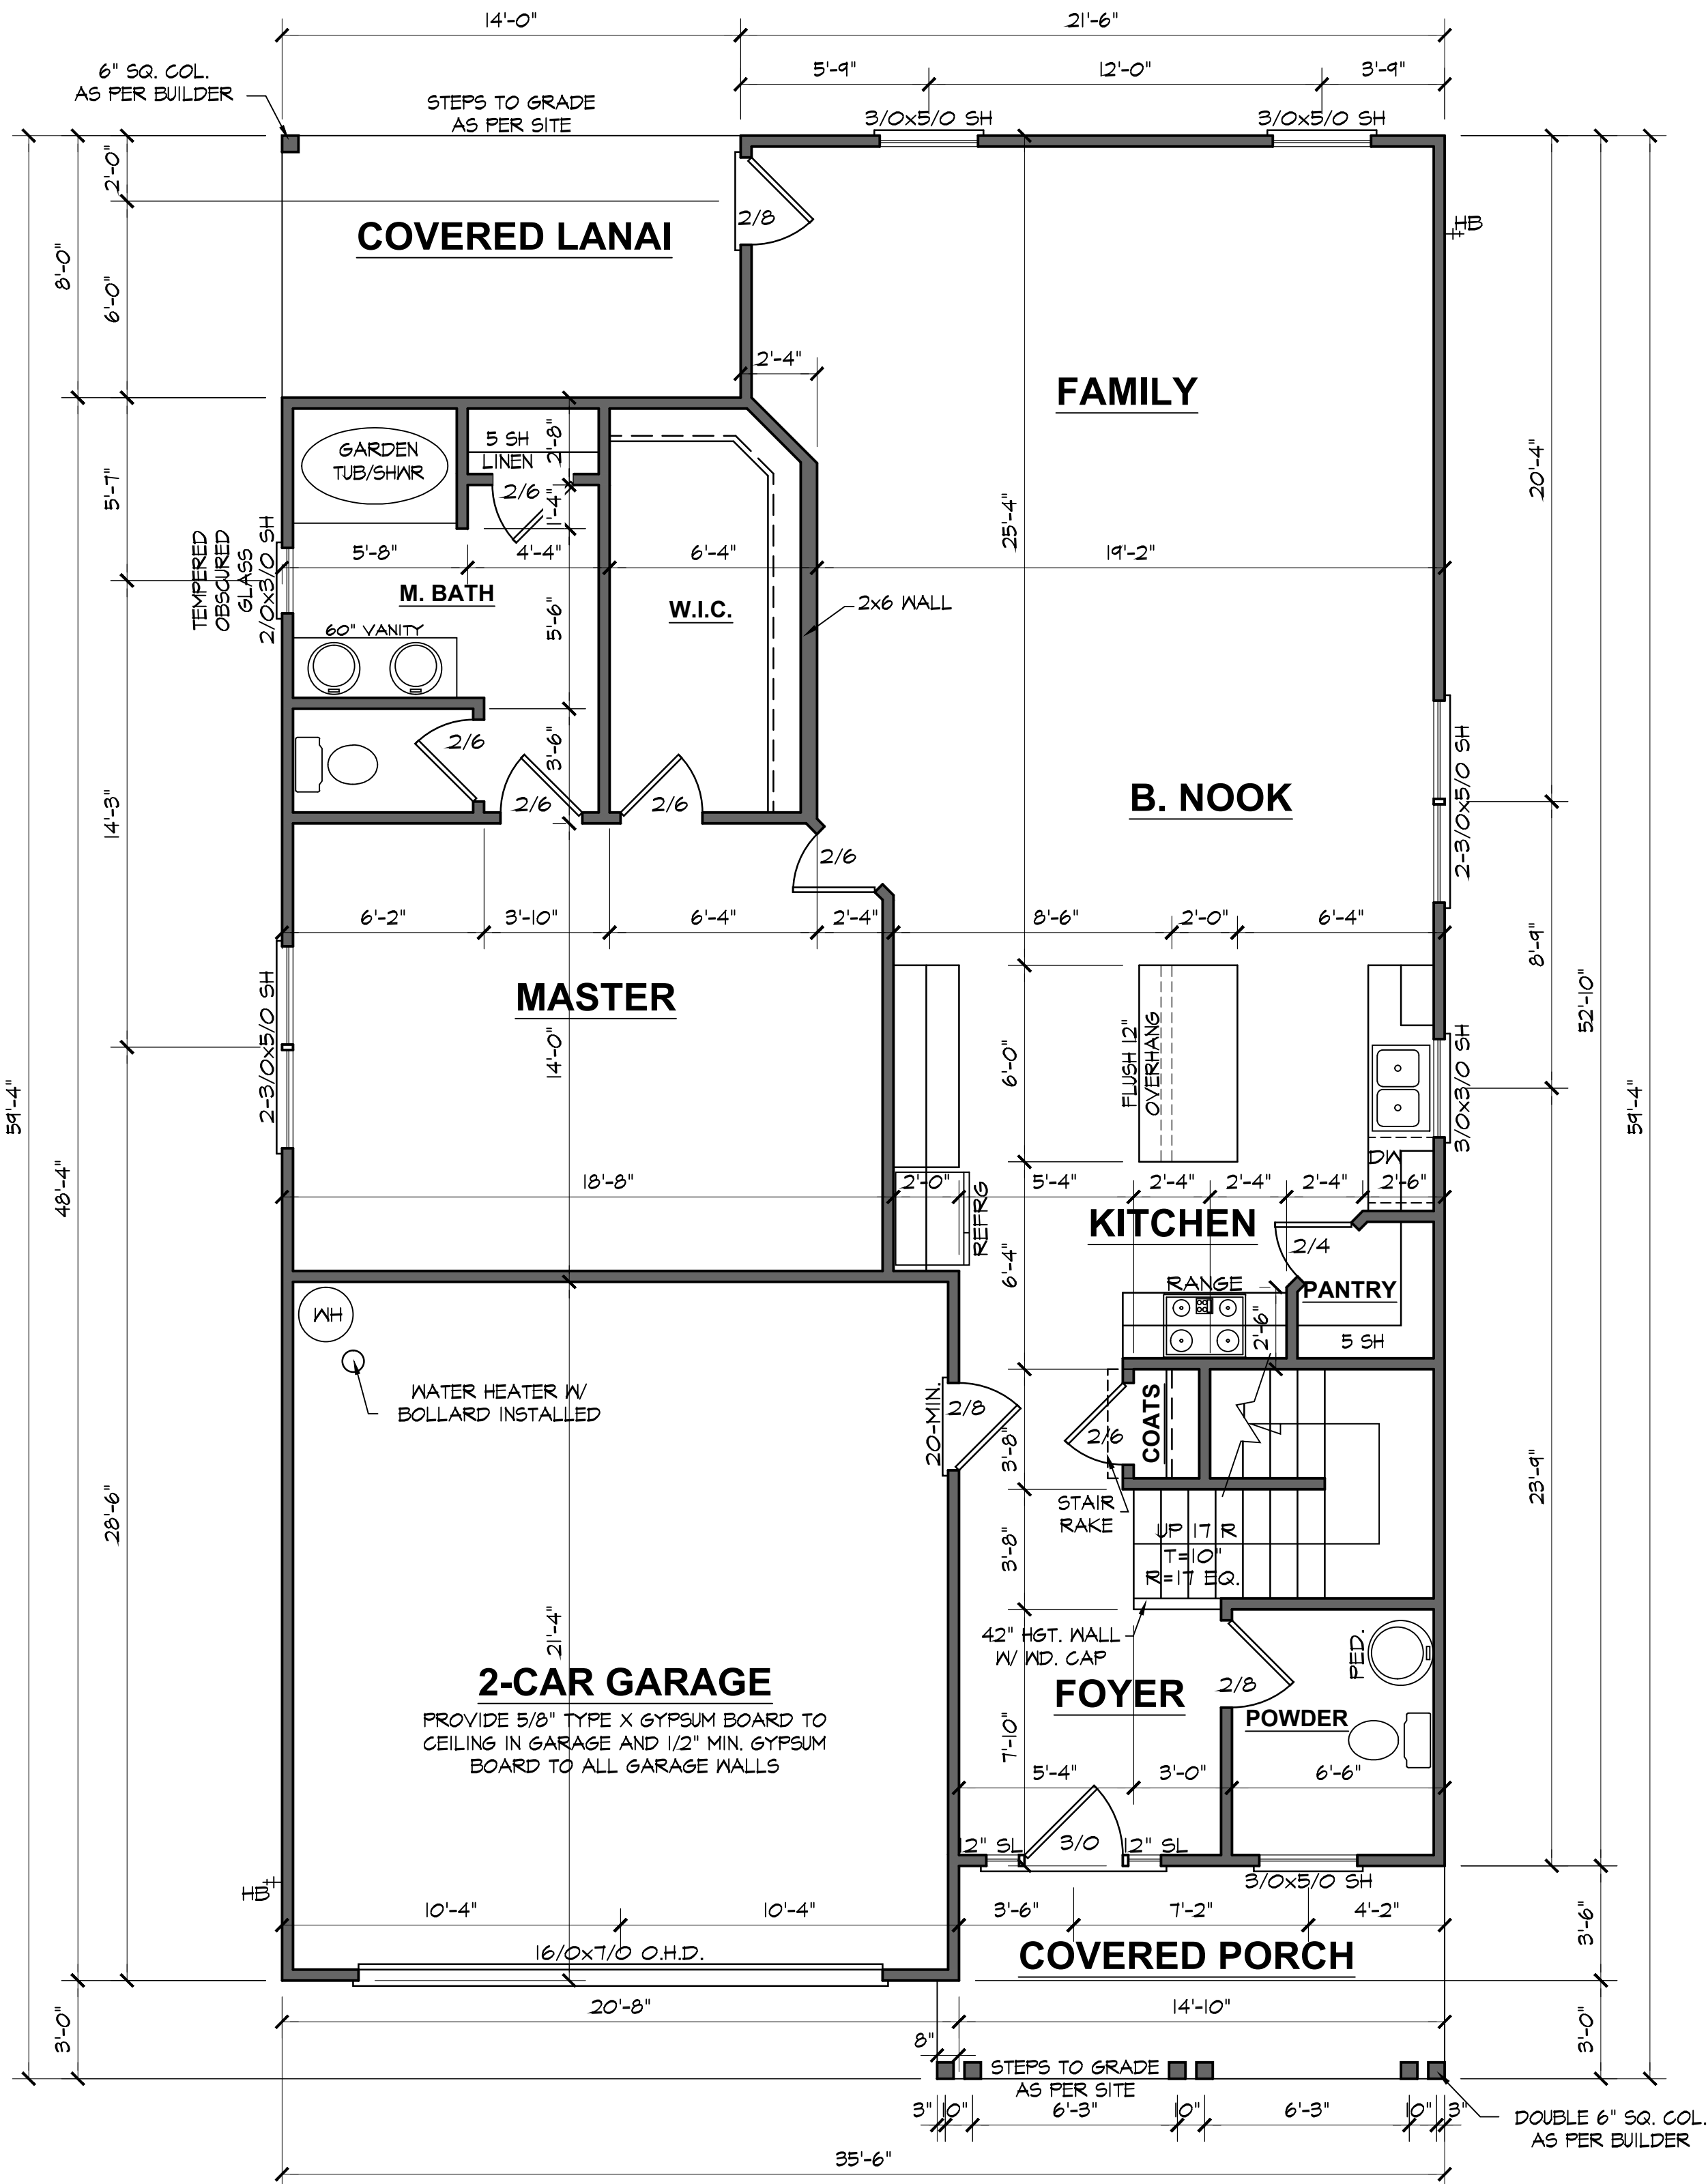 14'-0"
21'-6"
5'-9"
12'-0"
3'-9"
6" SQ. COL.
AS PER BUILDER
STEPS TO GRADE
AS PER SITE
3/0x5/0 SH
3/0x5/0 SH
2'-0"
8'-0"
6'-0"
COVERED LANAI
2/8
HB
2'-4"
FAMILY
GARDEN
TUB/SHWR
5 SH
LINEN
2'-8"
2/6
1'-4"
5'-7"
25'-4"
20'-4"
TEMPERED
OBSCURED
GLASS
2/0x3/0 SH
5'-8"
4'-4"
6'-4"
19'-2"
M. BATH
W.I.C.
2x6 WALL
60" VANITY
5'-6"
2/6
3'-6"
2/6
2/6
14'-3"
B. NOOK
2-3/0x5/0 SH
2/6
6'-2"
3'-10"
6'-4"
2'-4"
8'-6"
2'-0"
6'-4"
8'-9"
52'-10"
MASTER
2-3/0x5/0 SH
14'-0"
6'-0"
FLUSH 12"
OVERHANG
3/0x3/0 SH
59'-4"
48'-4"
59'-4"
DW
18'-8"
2'-0"
5'-4"
2'-4"
2'-4"
2'-4"
2'-6"
REFRG
KITCHEN
2/4
6'-4"
RANGE
PANTRY
WH
2'-6"
5 SH
WATER HEATER W/
BOLLARD INSTALLED
20-MIN.
2/8
2/6
COATS
3'-8"
28'-6"
23'-9"
STAIR
RAKE
3'-8"
UP 17 R
T=10"
R=17 EQ.
21'-4"
42" HGT. WALL
W/ WD. CAP
PED.
2-CAR GARAGE
FOYER
2/8
POWDER
PROVIDE 5/8" TYPE X GYPSUM BOARD TO
CEILING IN GARAGE AND 1/2" MIN. GYPSUM
BOARD TO ALL GARAGE WALLS
7'-10"
5'-4"
3'-0"
6'-6"
12" SL
3/0
12" SL
3/0x5/0 SH
HB
10'-4"
10'-4"
3'-6"
7'-2"
4'-2"
3'-6"
16/0x7/0 O.H.D.
COVERED PORCH
20'-8"
14'-10"
3'-0"
8"
3'-0"
STEPS TO GRADE
AS PER SITE
3"
10"
6'-3"
10"
6'-3"
10"
3"
DOUBLE 6" SQ. COL.
AS PER BUILDER
35'-6"